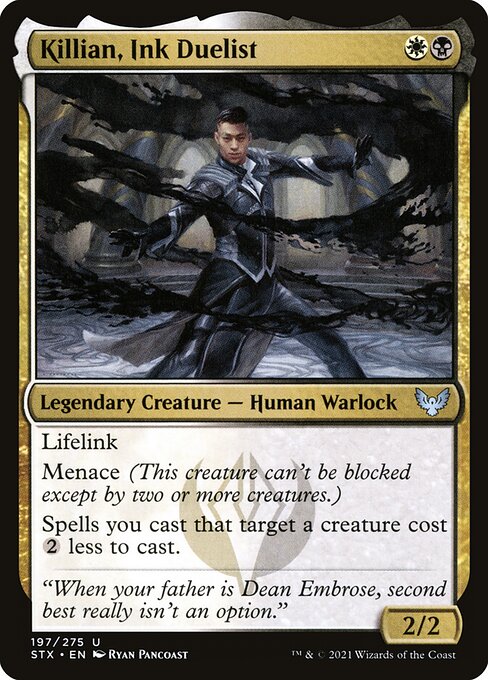 Killian, Ink Duelist
Legendary Creature — Human Warlock
Lifelink
Menace (This creature can't be blocked
except by two or more creatures.)
Spells you cast that target a creature cost
2 less to cast.
“When your father is Dean Embrose, second
best really isn't an option.”
2/2
197/275 U
STX • EN Ryan Pancoast
™ & © 2021 Wizards of the Coast